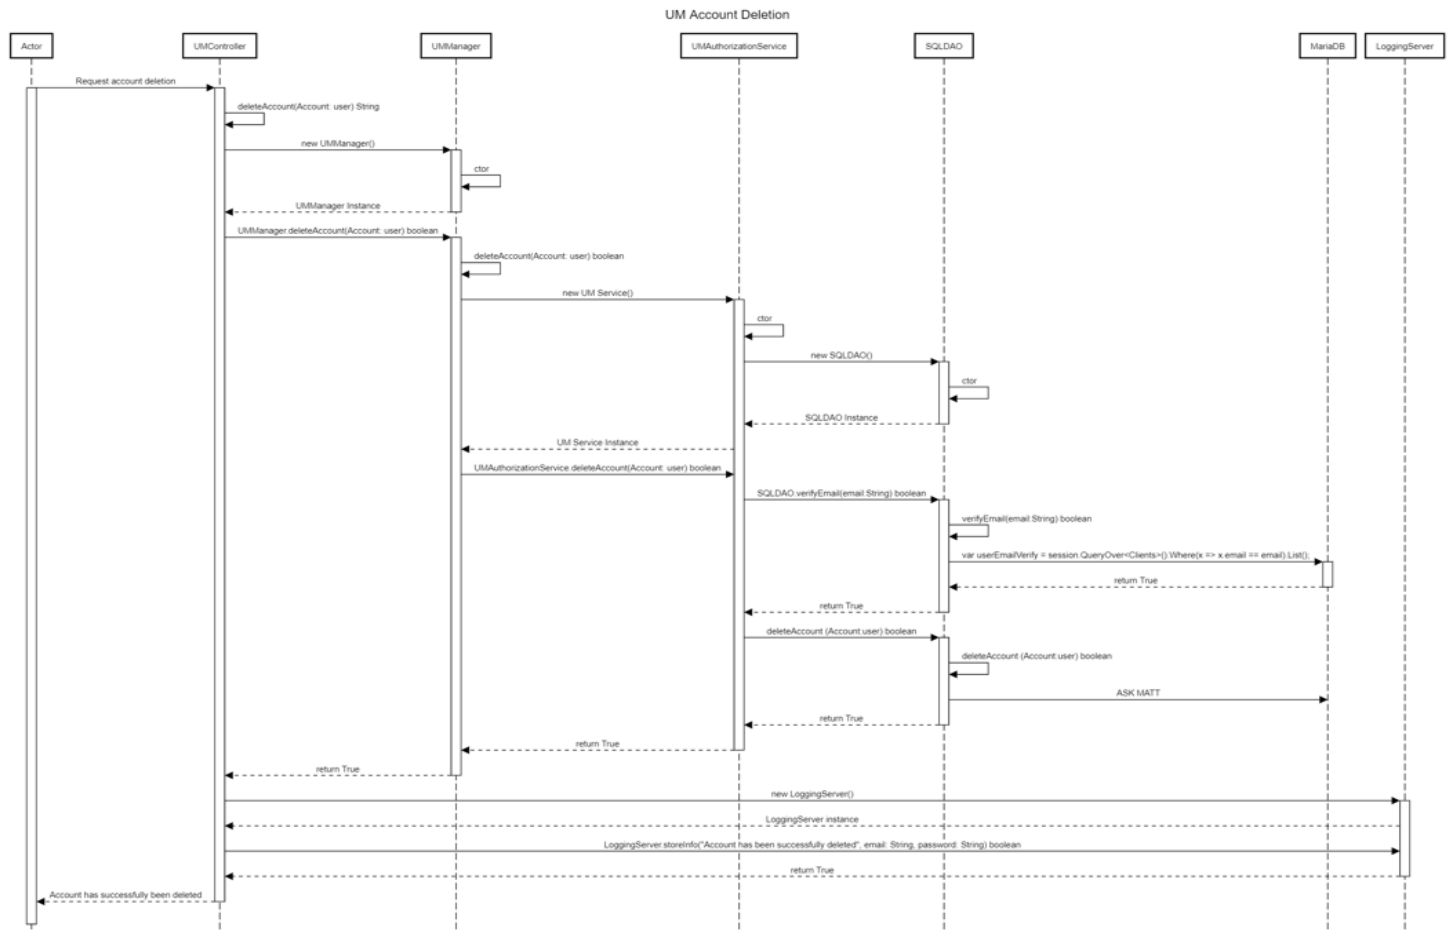 UM Account Deletion
Actor
UMController
UMManager
UMAuthorizationService
SQLDAO
MariaDB
LoggingServer
Request account deletion
deleteAccount(Account: user) String
new UMManager()
ctor
UMManager Instance
UMManager.deleteAccount(Account: user) boolean
deleteAccount(Account: user) boolean
new UM Service()
ctor
new SQLDAO()
ctor
SQLDAO Instance
UM Service Instance
UMAuthorizationService.deleteAccount(Account: user) boolean
SQLDAO.verifyEmail(email:String) boolean
verifyEmail(email:String) boolean
var userEmailVerify = session.QueryOver<Clients>().Where(x => x.email == email).List();
return True
return True
deleteAccount (Account:user) boolean
deleteAccount (Account:user) boolean
ASK MATT
return True
return True
return True
new LoggingServer()
LoggingServer instance
LoggingServer.storeInfo("Account has been successfully deleted", email: String, password: String) boolean
return True
Account has successfully been deleted